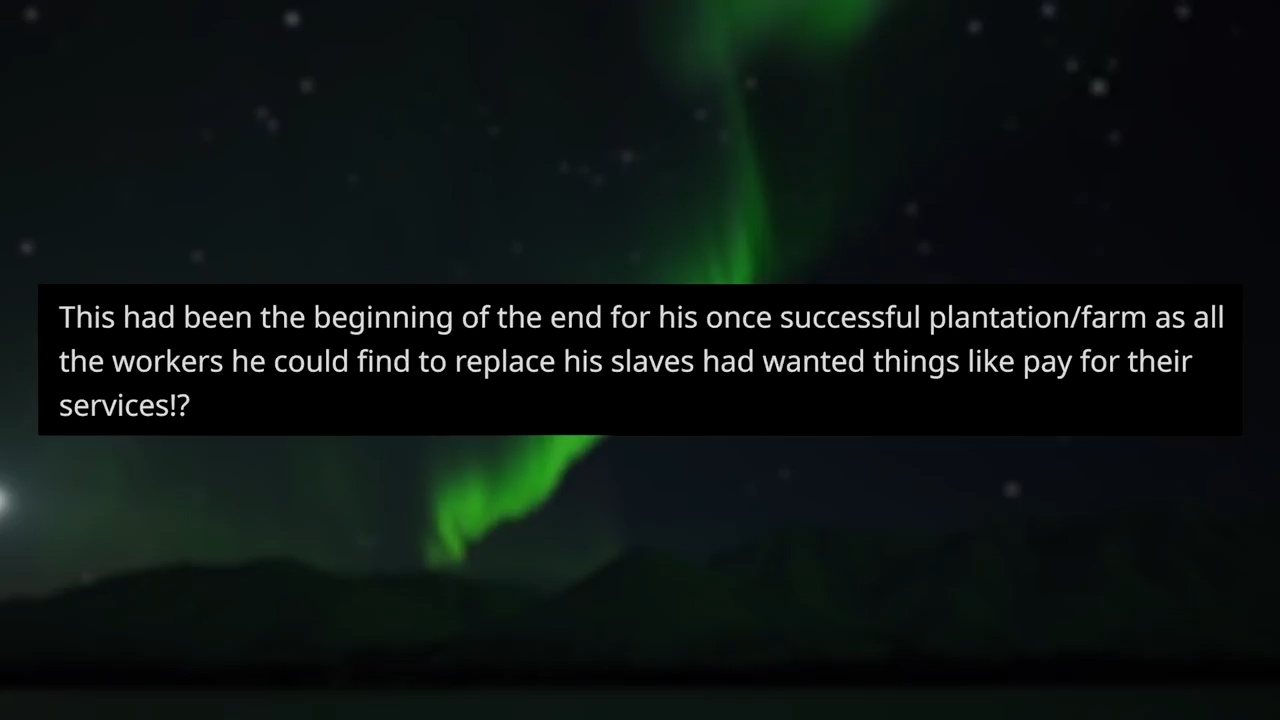 This had been the beginning of the end for his once successful plantation/farm as all
the workers he could find to replace his slaves had wanted things like pay for their
services!?